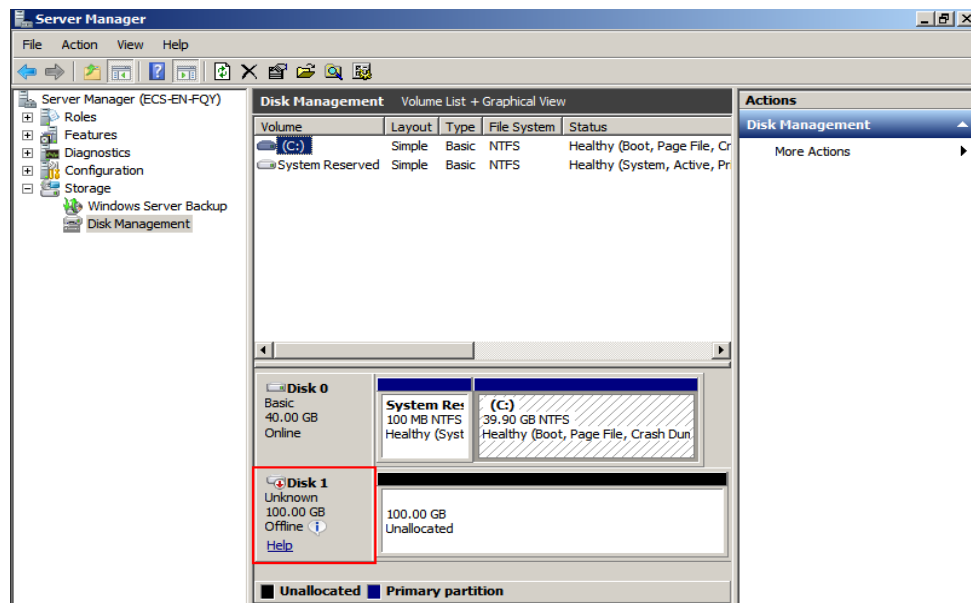 Server Manager
File Action View Help
Server Manager (ECS-EN-FQY)
Roles
Features
Diagnostics
Configuration
Storage
Windows Server Backup
Disk Management
Disk Management Volume List + Graphical View
Volume Layout Type File System Status
(C:) Simple Basic NTFS Healthy (Boot, Page File, Cr
System Reserved Simple Basic NTFS Healthy (System, Active, Pri
Disk 0
Basic
40.00 GB
Online
System Res
100 MB NTFS
Healthy (Syst
(C:)
39.90 GB NTFS
Healthy (Boot, Page File, Crash Dun
Disk 1
Unknown
100.00 GB
Offline
Help
100.00 GB
Unallocated
Unallocated Primary partition
Actions
Disk Management
More Actions